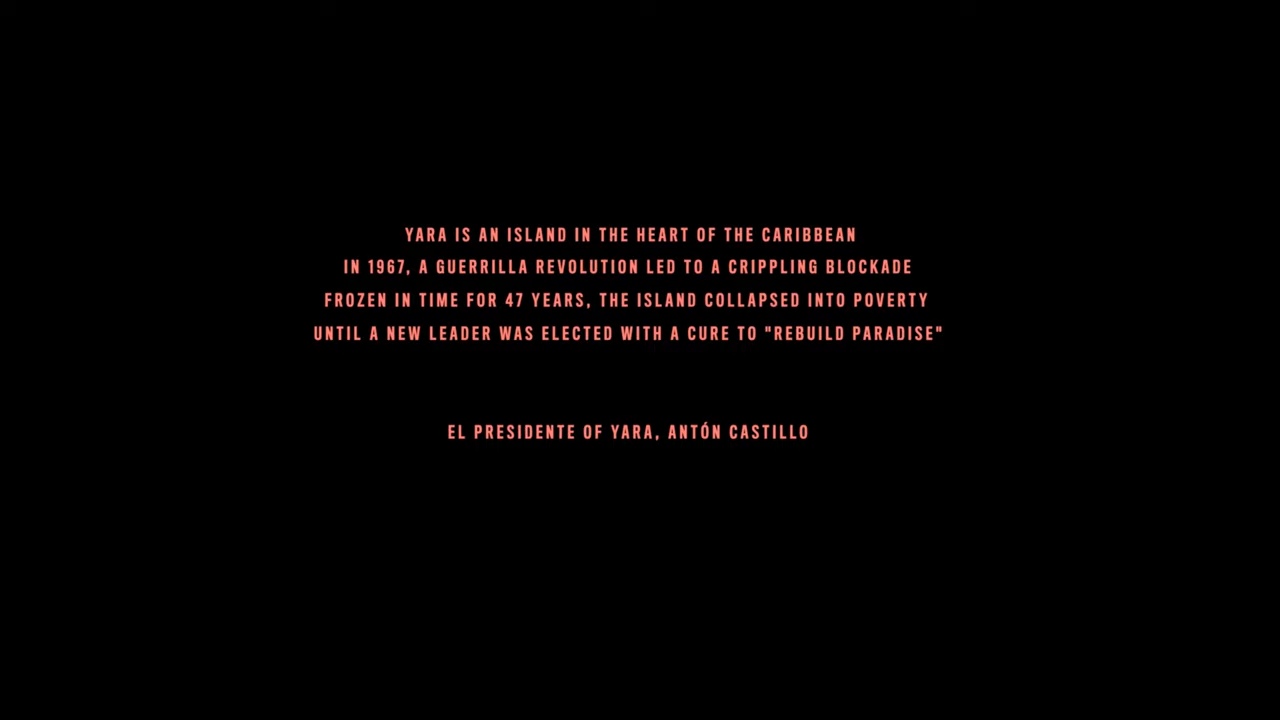 YARA IS AN ISLAND IN THE HEART OF THE CARIBBEAN
IN 1967, A GUERRILLA REVOLUTION LED TO A CRIPPLING BLOCKADE
FROZEN IN TIME FOR 47 YEARS, THE ISLAND COLLAPSED INTO POVERTY
UNTIL A NEW LEADER WAS ELECTED WITH A CURE TO "REBUILD PARADISE"
EL PRESIDENTE OF YARA, ANTÓN CASTILLO